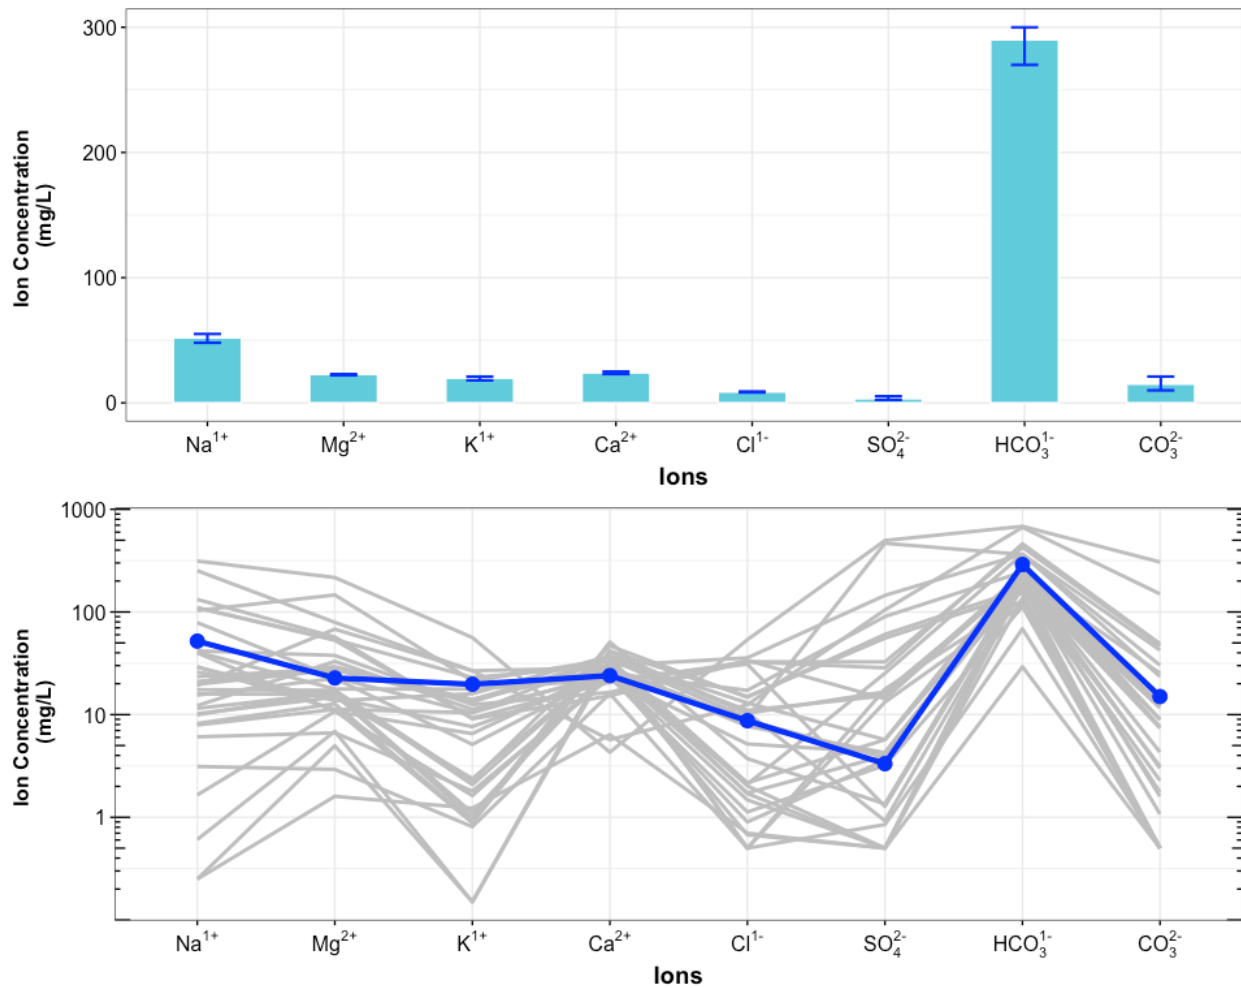 300
200
100
0
Ion Concentration
(mg/L)
Na¹⁺ Mg²⁺ K¹⁺ Ca²⁺ Cl¹⁻ SO₄²⁻ HCO₃¹⁻ CO₃²⁻
Ions
1000
100
10
1
Ion Concentration
(mg/L)
Na¹⁺ Mg²⁺ K¹⁺ Ca²⁺ Cl¹⁻ SO₄²⁻ HCO₃¹⁻ CO₃²⁻
Ions